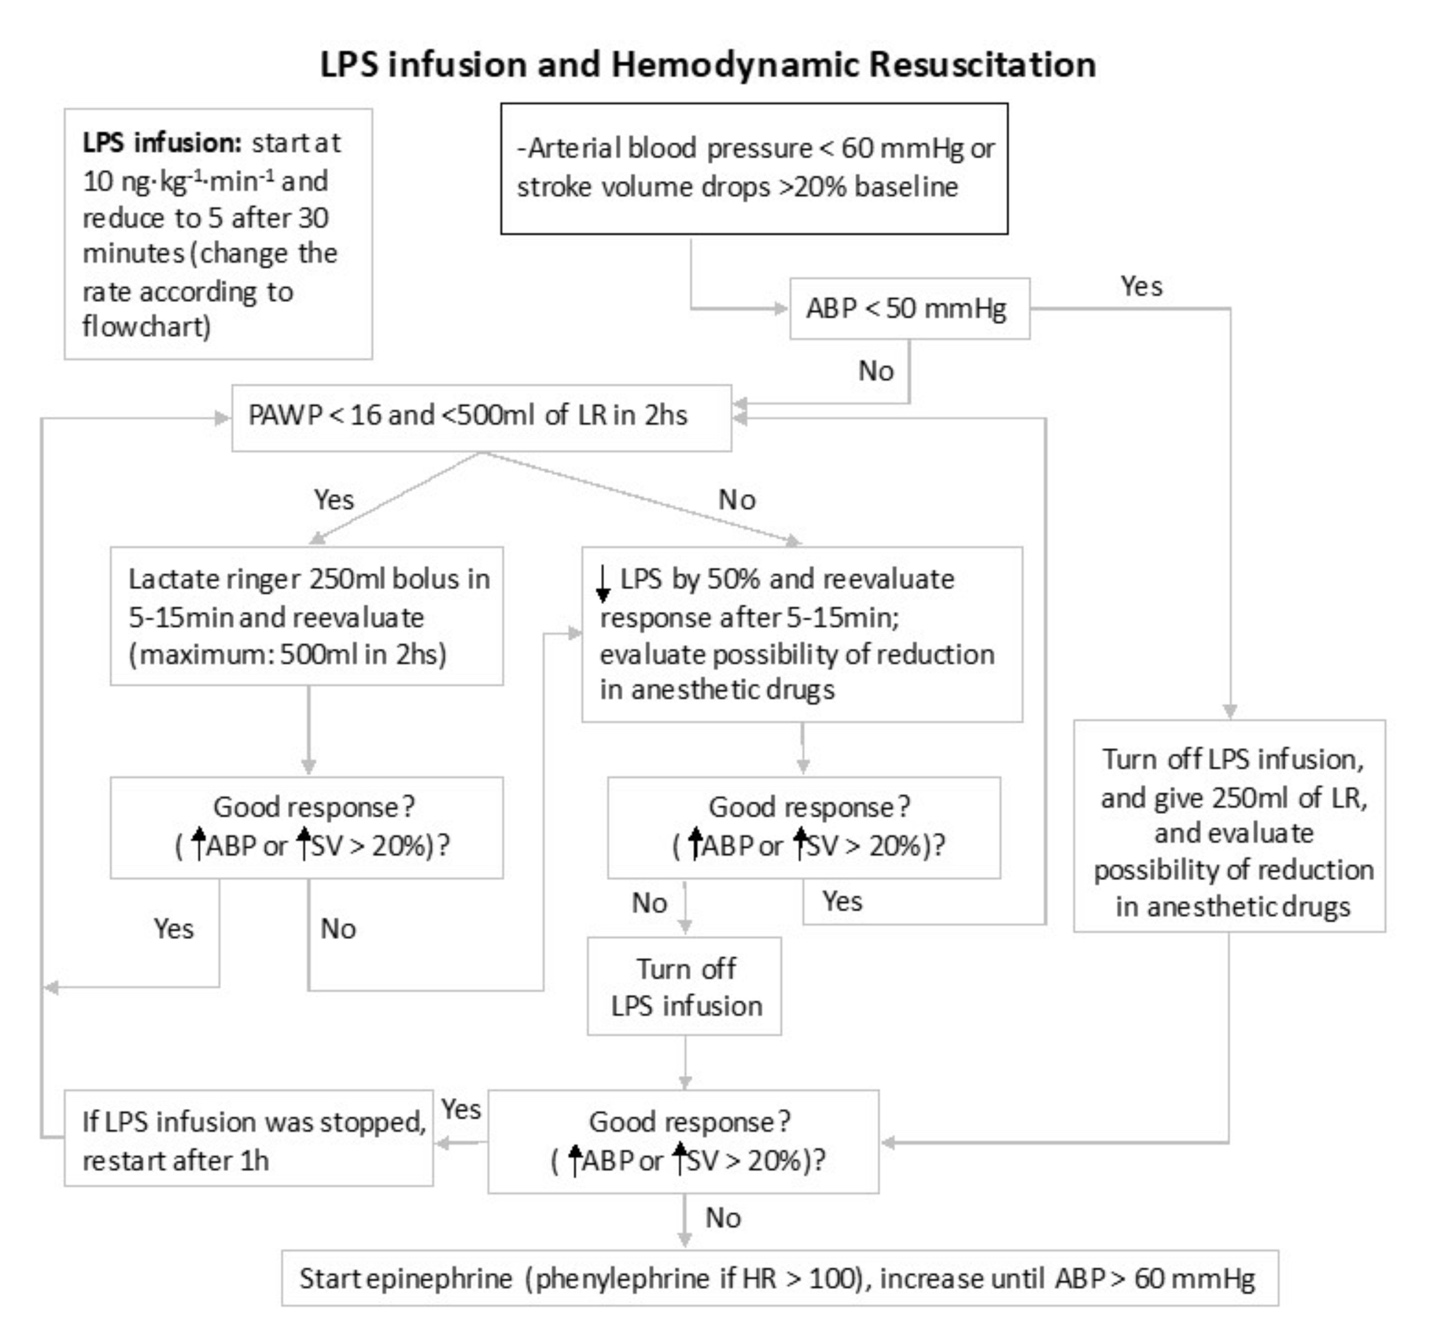 LPS infusion and Hemodynamic Resuscitation
LPS infusion: start at
10 ng·kg⁻¹·min⁻¹ and
reduce to 5 after 30
minutes (change the
rate according to
flowchart)
-Arterial blood pressure < 60 mmHg or
stroke volume drops >20% baseline
ABP < 50 mmHg
Yes
No
PAWP < 16 and <500ml of LR in 2hs
Yes
No
Lactate ringer 250ml bolus in
5-15min and reevaluate
(maximum: 500ml in 2hs)
↓ LPS by 50% and reevaluate
response after 5-15min;
evaluate possibility of reduction
in anesthetic drugs
Turn off LPS infusion,
and give 250ml of LR,
and evaluate
possibility of reduction
in anesthetic drugs
Good response?
( ↑ABP or ↑SV > 20%)?
Good response?
( ↑ABP or ↑SV > 20%)?
Yes
No
No
Yes
Turn off
LPS infusion
If LPS infusion was stopped,
restart after 1h
Yes
Good response?
( ↑ABP or ↑SV > 20%)?
No
Start epinephrine (phenylephrine if HR > 100), increase until ABP > 60 mmHg